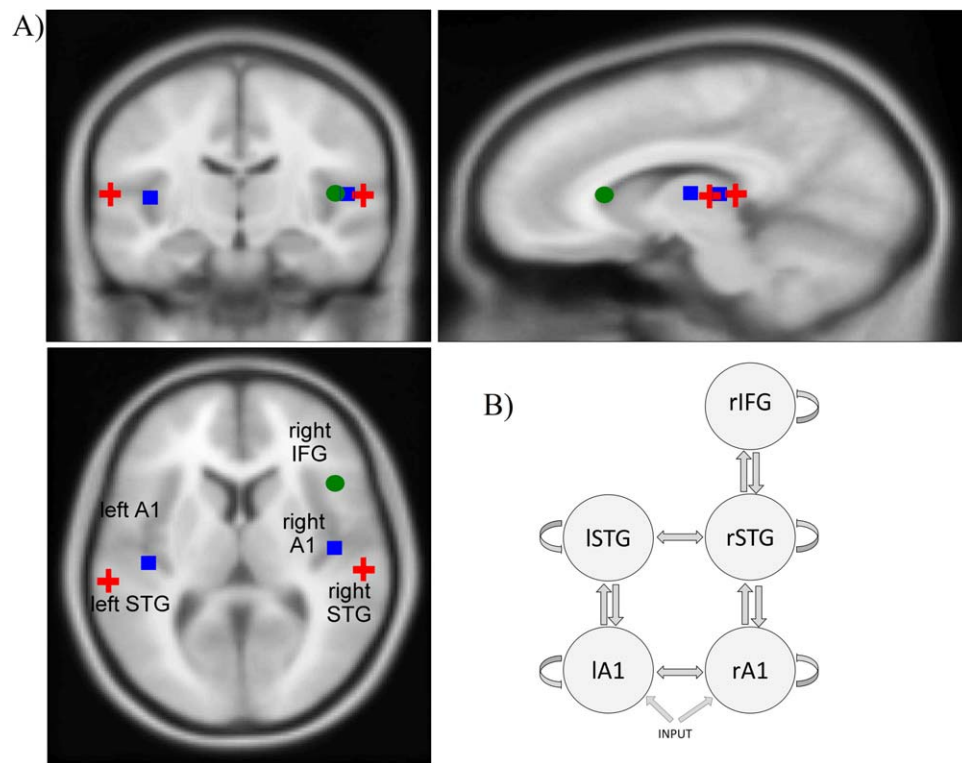 A)
right
IFG
left A1
right
A1
left STG
right
STG
B)
rIFG
lSTG
rSTG
lA1
rA1
INPUT